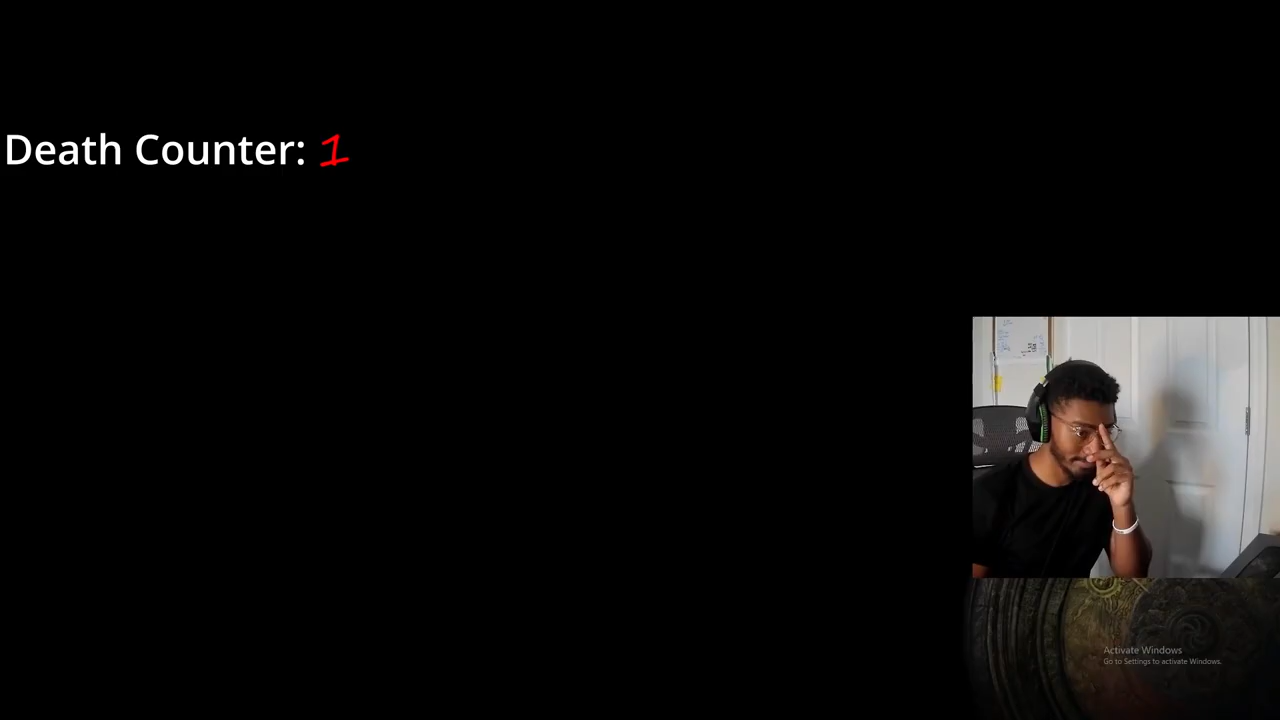 Death Counter: 1
Activate Windows
Go to Settings to activate Windows.